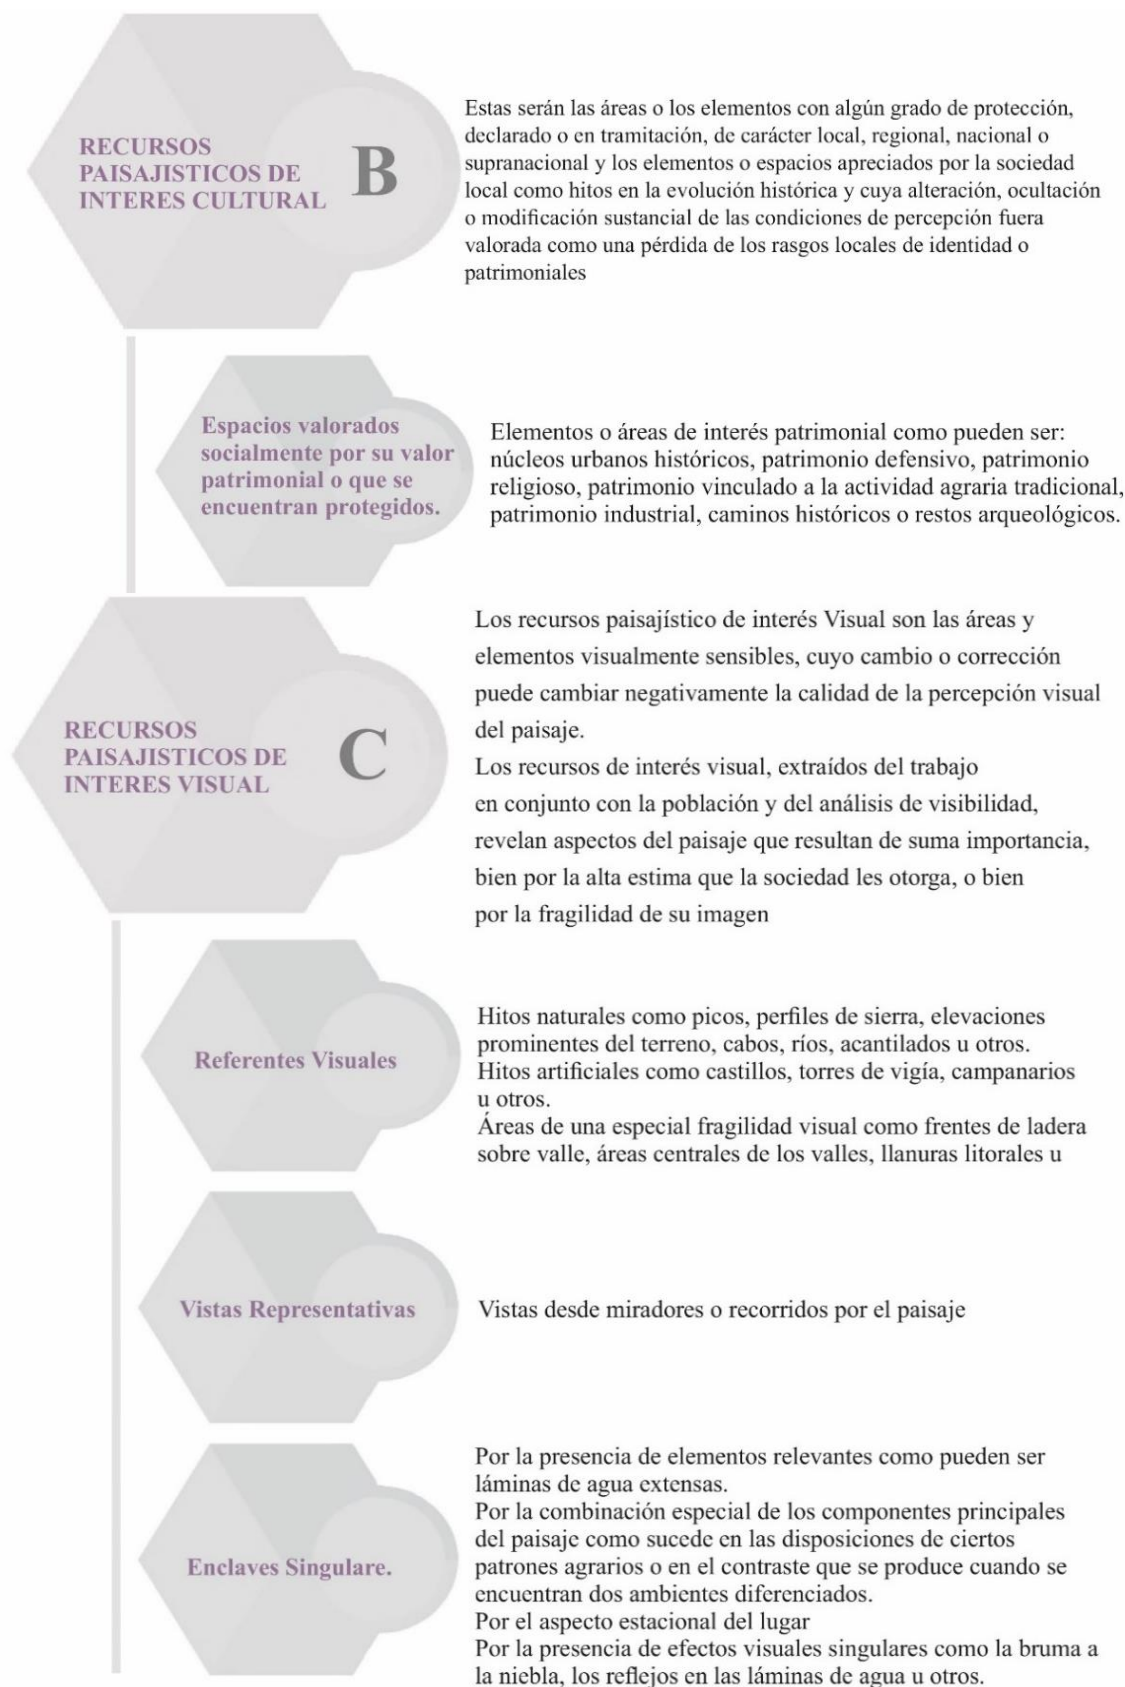 RECURSOS
PAISAJISTICOS DE
INTERES CULTURAL
B
Estas serán las áreas o los elementos con algún grado de protección,
declarado o en tramitación, de carácter local, regional, nacional o
supranacional y los elementos o espacios apreciados por la sociedad
local como hitos en la evolución histórica y cuya alteración, ocultación
o modificación sustancial de las condiciones de percepción fuera
valorada como una pérdida de los rasgos locales de identidad o
patrimoniales
Espacios valorados
socialmente por su valor
patrimonial o que se
encuentran protegidos.
Elementos o áreas de interés patrimonial como pueden ser:
núcleos urbanos históricos, patrimonio defensivo, patrimonio
religioso, patrimonio vinculado a la actividad agraria tradicional,
patrimonio industrial, caminos históricos o restos arqueológicos.
RECURSOS
PAISAJISTICOS DE
INTERES VISUAL
C
Los recursos paisajístico de interés Visual son las áreas y
elementos visualmente sensibles, cuyo cambio o corrección
puede cambiar negativamente la calidad de la percepción visual
del paisaje.
Los recursos de interés visual, extraídos del trabajo
en conjunto con la población y del análisis de visibilidad,
revelan aspectos del paisaje que resultan de suma importancia,
bien por la alta estima que la sociedad les otorga, o bien
por la fragilidad de su imagen
Referentes Visuales
Hitos naturales como picos, perfiles de sierra, elevaciones
prominentes del terreno, cabos, ríos, acantilados u otros.
Hitos artificiales como castillos, torres de vigía, campanarios
u otros.
Áreas de una especial fragilidad visual como frentes de ladera
sobre valle, áreas centrales de los valles, llanuras litorales u
Vistas Representativas
Vistas desde miradores o recorridos por el paisaje
Enclaves Singulare.
Por la presencia de elementos relevantes como pueden ser
láminas de agua extensas.
Por la combinación especial de los componentes principales
del paisaje como sucede en las disposiciones de ciertos
patrones agrarios o en el contraste que se produce cuando se
encuentran dos ambientes diferenciados.
Por el aspecto estacional del lugar
Por la presencia de efectos visuales singulares como la bruma a
la niebla, los reflejos en las láminas de agua u otros.